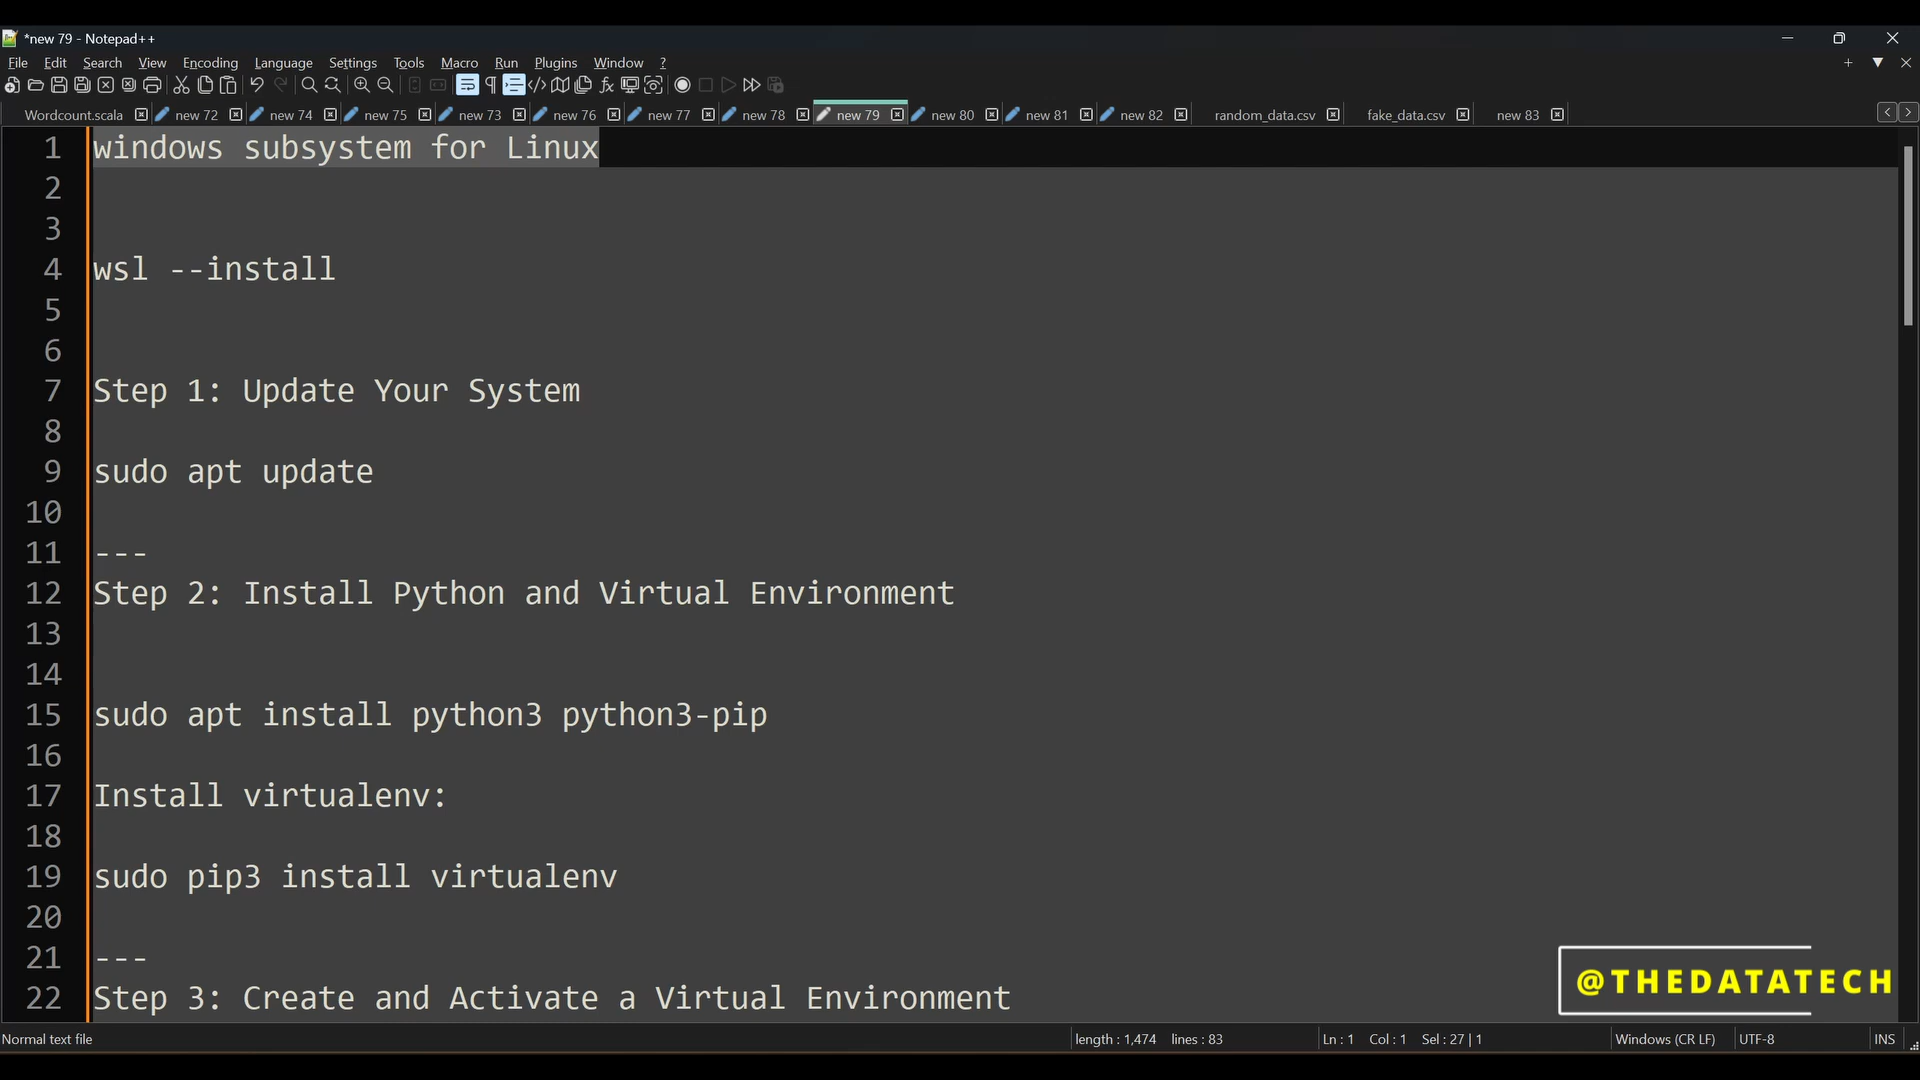 *new 79 - Notepad++
File Edit Search View Encoding Language Settings Tools Macro Run Plugins Window ?
Wordcount.scala new 72 new 74 new 75 new 73 new 76 new 77 new 78 new 79 new 80 new 81 new 82 random_data.csv fake_data.csv new 83
1 windows subsystem for Linux
2
3
4 wsl --install
5
6
7 Step 1: Update Your System
8
9 sudo apt update
10
11 ---
12 Step 2: Install Python and Virtual Environment
13
14
15 sudo apt install python3 python3-pip
16
17 Install virtualenv:
18
19 sudo pip3 install virtualenv
20
21 ---
22 Step 3: Create and Activate a Virtual Environment
@THEDATATECH
Normal text file length : 1,474 lines : 83 Ln : 1 Col : 1 Sel : 27 | 1 Windows (CR LF) UTF-8 INS